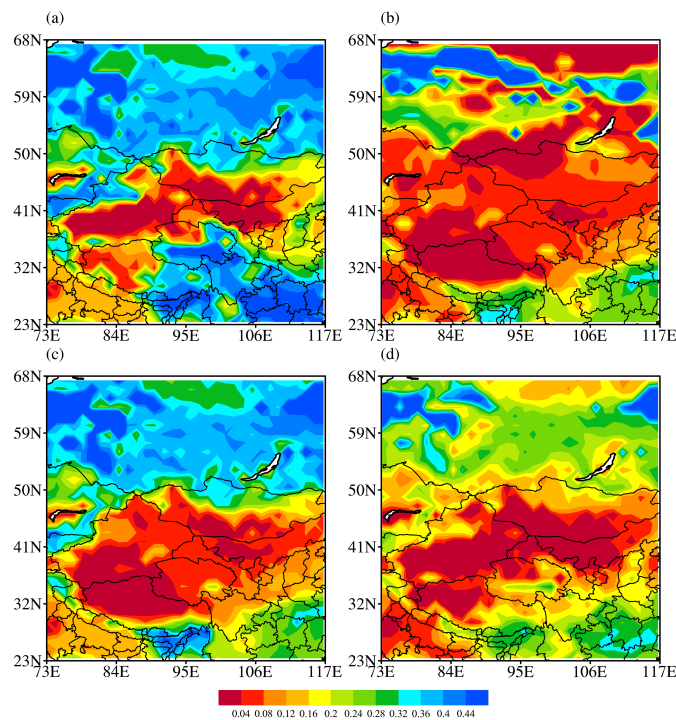 (a) (b)
68N 68N
59N 59N
50N 50N
41N 41N
32N 32N
23N 23N
73E 84E 95E 106E 117E 73E 84E 95E 106E 117E
(c) (d)
68N 68N
59N 59N
50N 50N
41N 41N
32N 32N
23N 23N
73E 84E 95E 106E 117E 73E 84E 95E 106E 117E
0.04 0.08 0.12 0.16 0.2 0.24 0.28 0.32 0.36 0.4 0.44